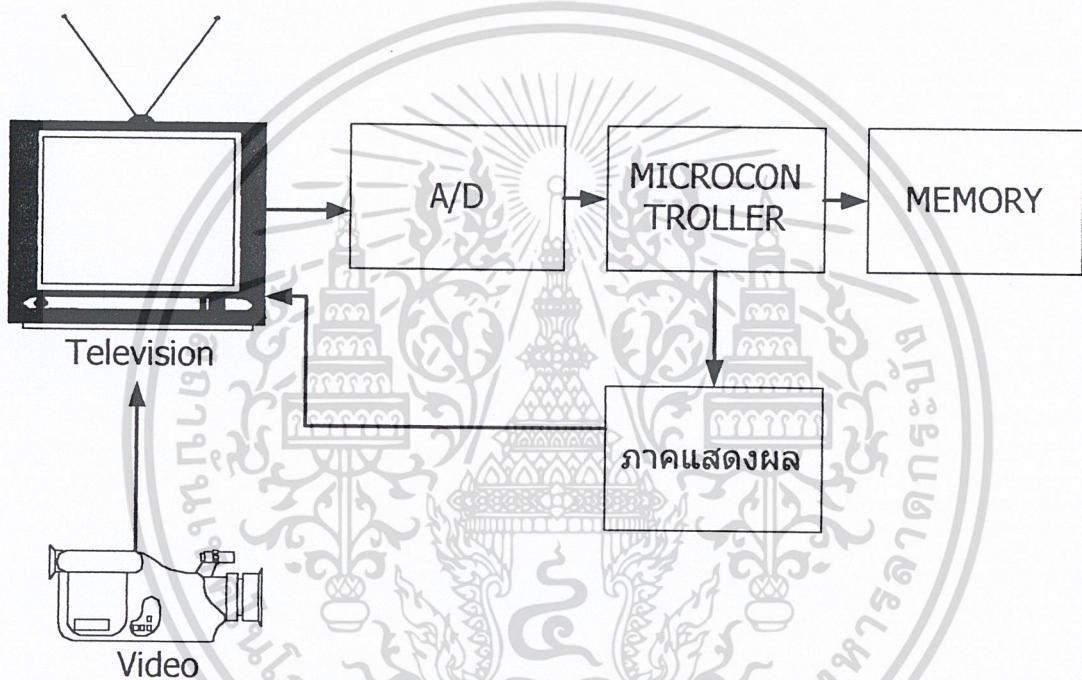 A/D
MICROCON
TROLLER
MEMORY
Television
ภาคแสดงผล
Video